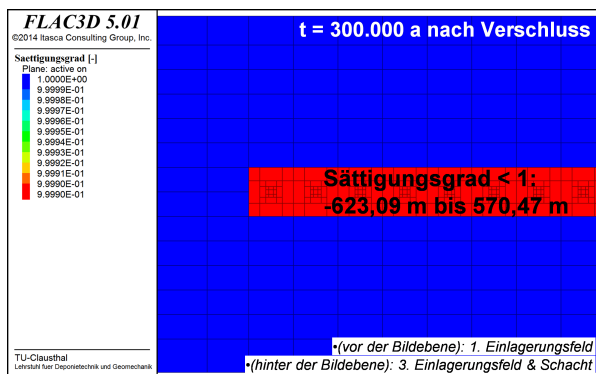 FLAC3D 5.01
©2014 Itasca Consulting Group, Inc.
Saettigungsgrad [-]
Plane: active on
1.0000E+00
9.9999E-01
9.9998E-01
9.9997E-01
9.9996E-01
9.9995E-01
9.9994E-01
9.9993E-01
9.9992E-01
9.9991E-01
9.9990E-01
9.9990E-01
TU-Clausthal
Lehrstuhl fuer Deponietechnik und Geomechanik
t = 300.000 a nach Verschluss
Sättigungsgrad < 1:
-623,09 m bis 570,47 m
•(vor der Bildebene): 1. Einlagerungsfeld
•(hinter der Bildebene): 3. Einlagerungsfeld & Schacht